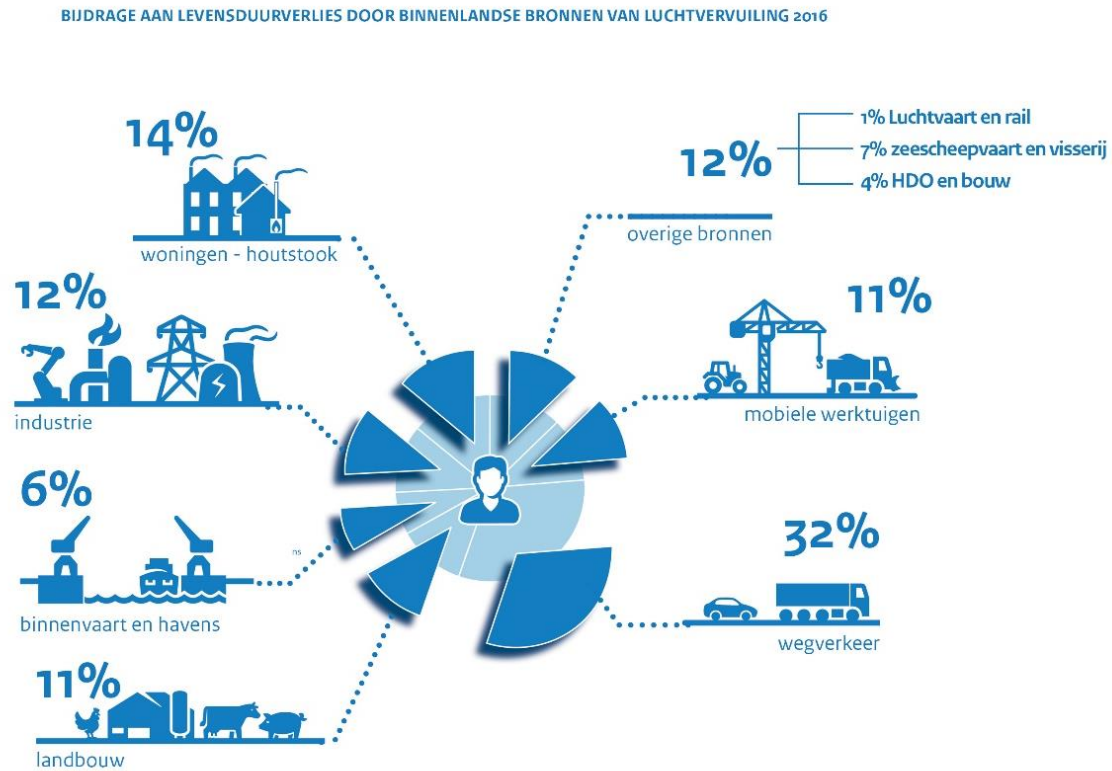 BIJDRAGE AAN LEVENSDUURVERLIES DOOR BINNENLANDSE BRONNEN VAN LUCHTVERVUILING 2016
14%
woningen - houtstook
12%
1% Luchtvaart en rail
7% zeescheepvaart en visserij
4% HDO en bouw
overige bronnen
12%
industrie
11%
mobiele werktuigen
6%
binnenvaart en havens
ns
32%
wegverkeer
11%
landbouw